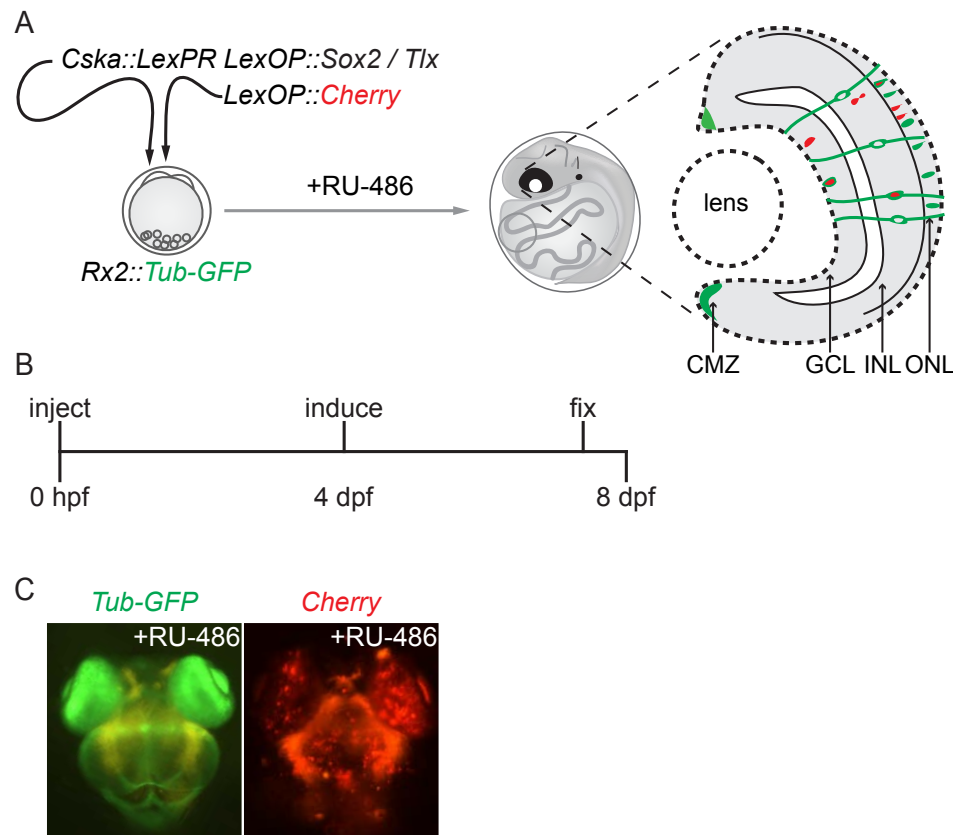 A
Cska::LexPR LexOP::Sox2 / Tlx
LexOP::Cherry
+RU-486
Rx2::Tub-GFP
lens
CMZ
GCL
INL
ONL
B
inject
induce
fix
0 hpf
4 dpf
8 dpf
C
Tub-GFP
Cherry
+RU-486
+RU-486